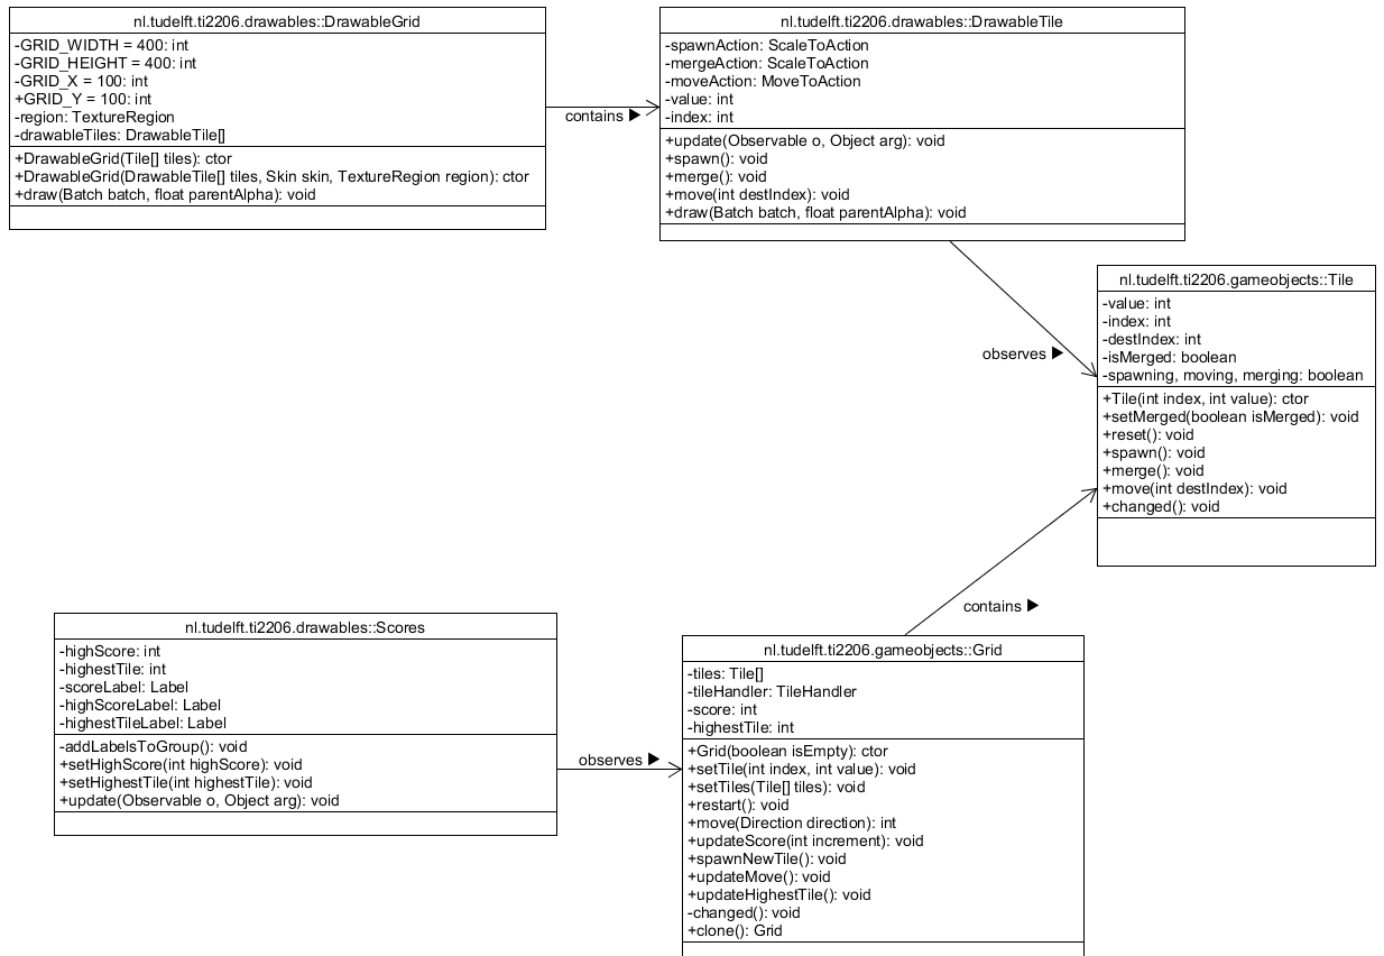 nl.tudelft.ti2206.drawables::DrawableGrid
-GRID_WIDTH = 400: int
-GRID_HEIGHT = 400: int
-GRID_X = 100: int
+GRID_Y = 100: int
-region: TextureRegion
-drawableTiles: DrawableTile[]
+DrawableGrid(Tile[] tiles): ctor
+DrawableGrid(DrawableTile[] tiles, Skin skin, TextureRegion region): ctor
+draw(Batch batch, float parentAlpha): void
contains ▶
nl.tudelft.ti2206.drawables::DrawableTile
-spawnAction: ScaleToAction
-mergeAction: ScaleToAction
-moveAction: MoveToAction
-value: int
-index: int
+update(Observable o, Object arg): void
+spawn(): void
+merge(): void
+move(int destIndex): void
+draw(Batch batch, float parentAlpha): void
observes ▶
nl.tudelft.ti2206.gameobjects::Tile
-value: int
-index: int
-destIndex: int
-isMerged: boolean
-spawning, moving, merging: boolean
+Tile(int index, int value): ctor
+setMerged(boolean isMerged): void
+reset(): void
+spawn(): void
+merge(): void
+move(int destIndex): void
+changed(): void
contains ▶
nl.tudelft.ti2206.drawables::Scores
-highScore: int
-highestTile: int
-scoreLabel: Label
-highScoreLabel: Label
-highestTileLabel: Label
-addLabelsToGroup(): void
+setHighScore(int highScore): void
+setHighestTile(int highestTile): void
+update(Observable o, Object arg): void
observes ▶
nl.tudelft.ti2206.gameobjects::Grid
-tiles: Tile[]
-tileHandler: TileHandler
-score: int
-highestTile: int
+Grid(boolean isEmpty): ctor
+setTile(int index, int value): void
+setTiles(Tile[] tiles): void
+restart(): void
+move(Direction direction): int
+updateScore(int increment): void
+spawnNewTile(): void
+updateMove(): void
+updateHighestTile(): void
-changed(): void
+clone(): Grid